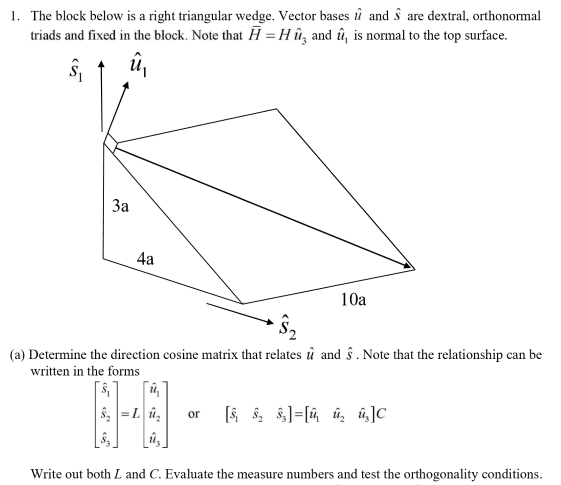 1. The block below is a right triangular wedge. Vector bases û and ŝ are dextral, orthonormal
triads and fixed in the block. Note that H̄ = H û₃ and û₁ is normal to the top surface.
ŝ₁
û₁
3a
4a
10a
ŝ₂
(a) Determine the direction cosine matrix that relates û and ŝ. Note that the relationship can be
written in the forms
[ŝ₁ ŝ₂ ŝ₃] = L [û₁ û₂ û₃] or [ŝ₁ ŝ₂ ŝ₃]=[û₁ û₂ û₃]C
Write out both L and C. Evaluate the measure numbers and test the orthogonality conditions.